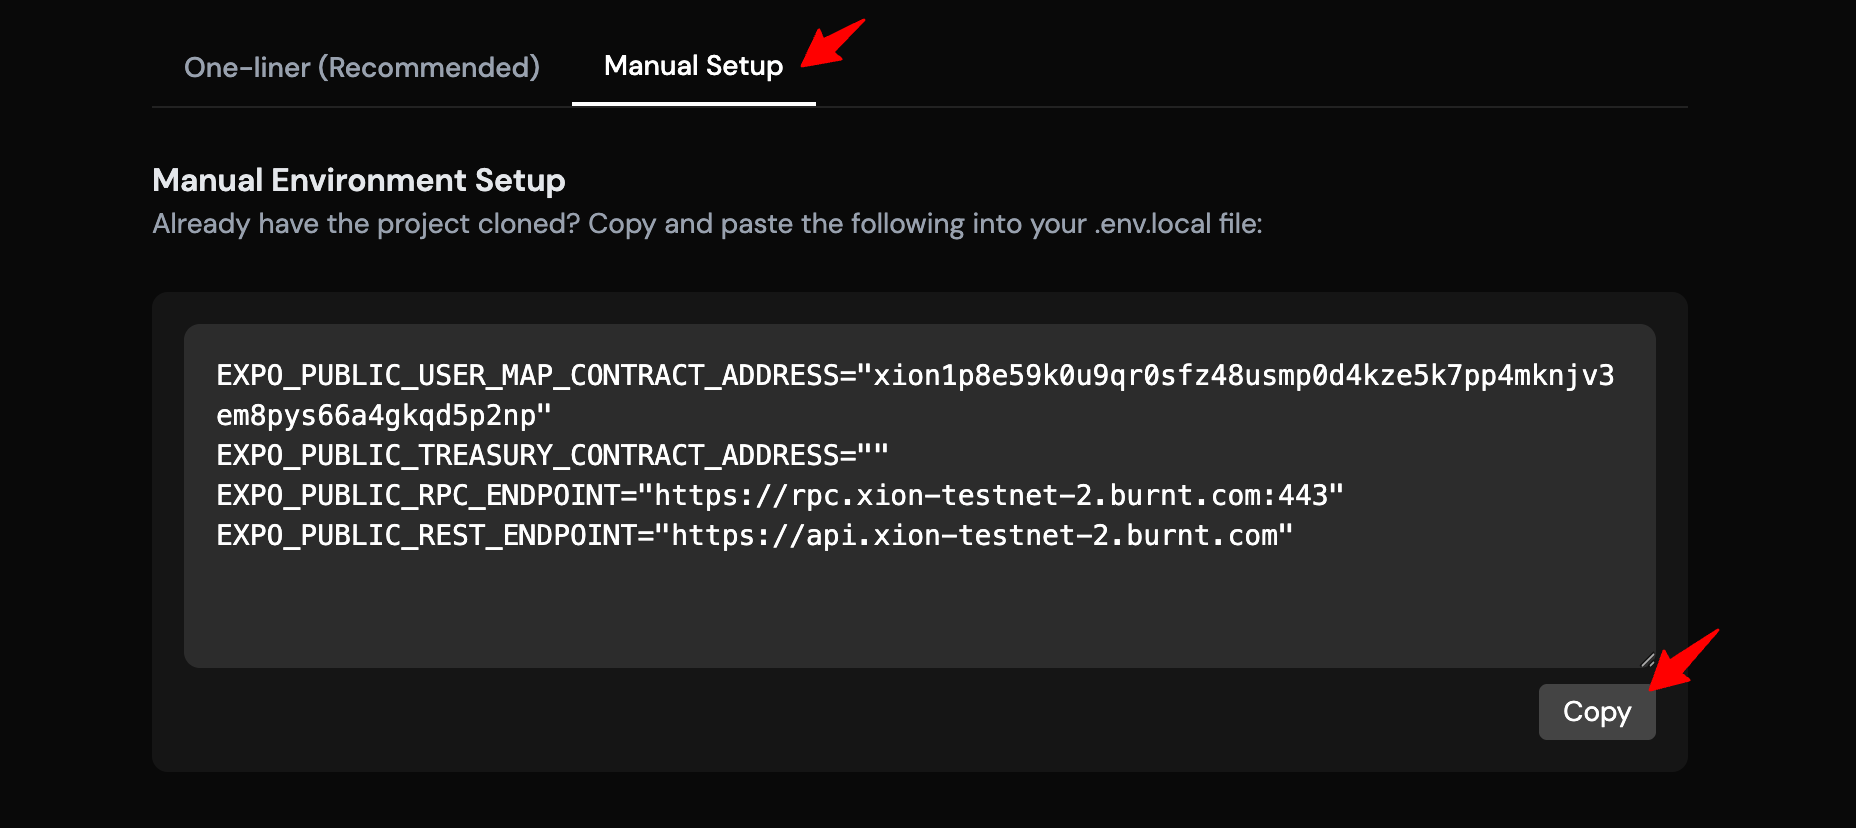 One-liner (Recommended)
Manual Setup
Manual Environment Setup
Already have the project cloned? Copy and paste the following into your .env.local file:
EXPO_PUBLIC_USER_MAP_CONTRACT_ADDRESS="xion1p8e59k0u9qr0sfz48usmp0d4kze5k7pp4mknjv3
em8pys66a4gkqd5p2np"
EXPO_PUBLIC_TREASURY_CONTRACT_ADDRESS=""
EXPO_PUBLIC_RPC_ENDPOINT="https://rpc.xion-testnet-2.burnt.com:443"
EXPO_PUBLIC_REST_ENDPOINT="https://api.xion-testnet-2.burnt.com"
Copy